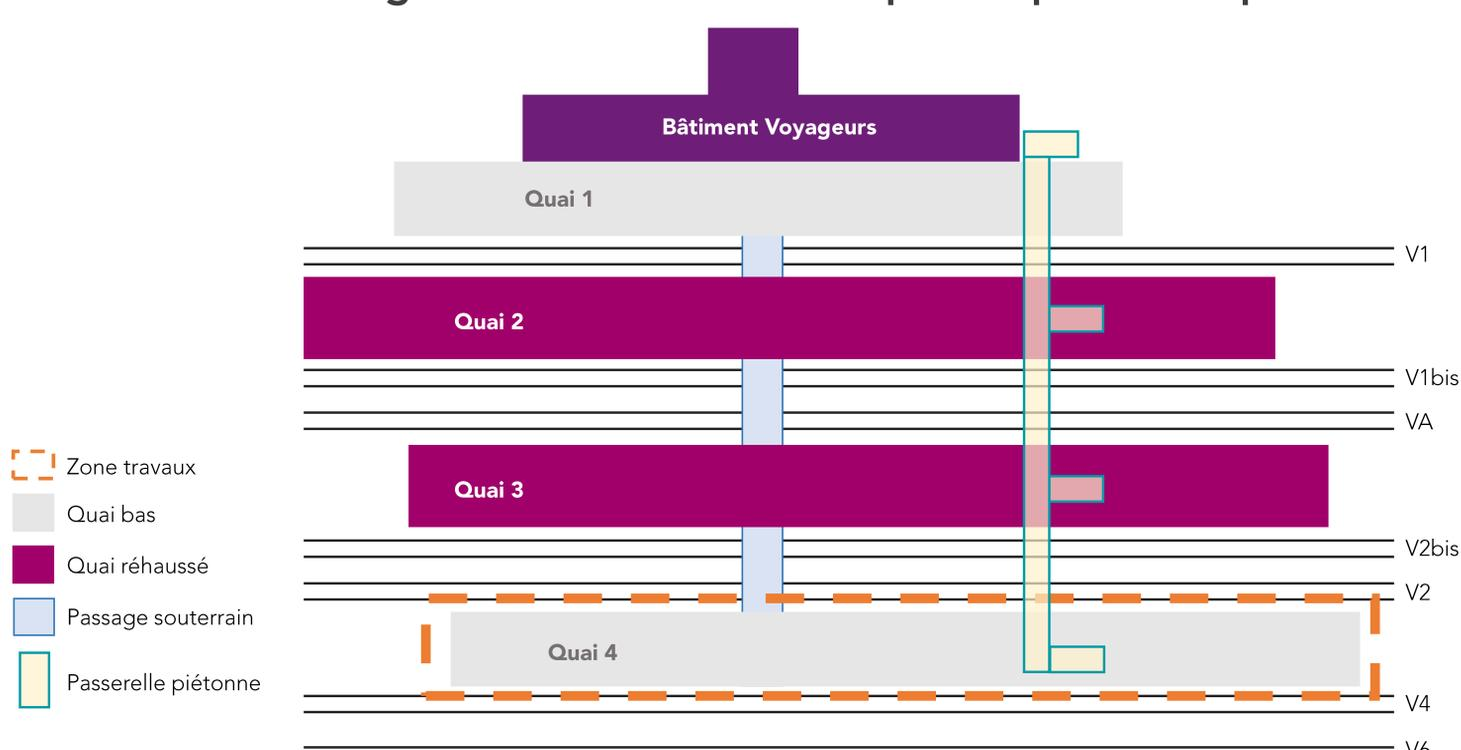 Bâtiment Voyageurs
Quai 1
V1
Quai 2
V1bis
VA
Quai 3
V2bis
V2
Quai 4
V4
Zone travaux
Quai bas
Quai réhaussé
Passage souterrain
Passerelle piétonne